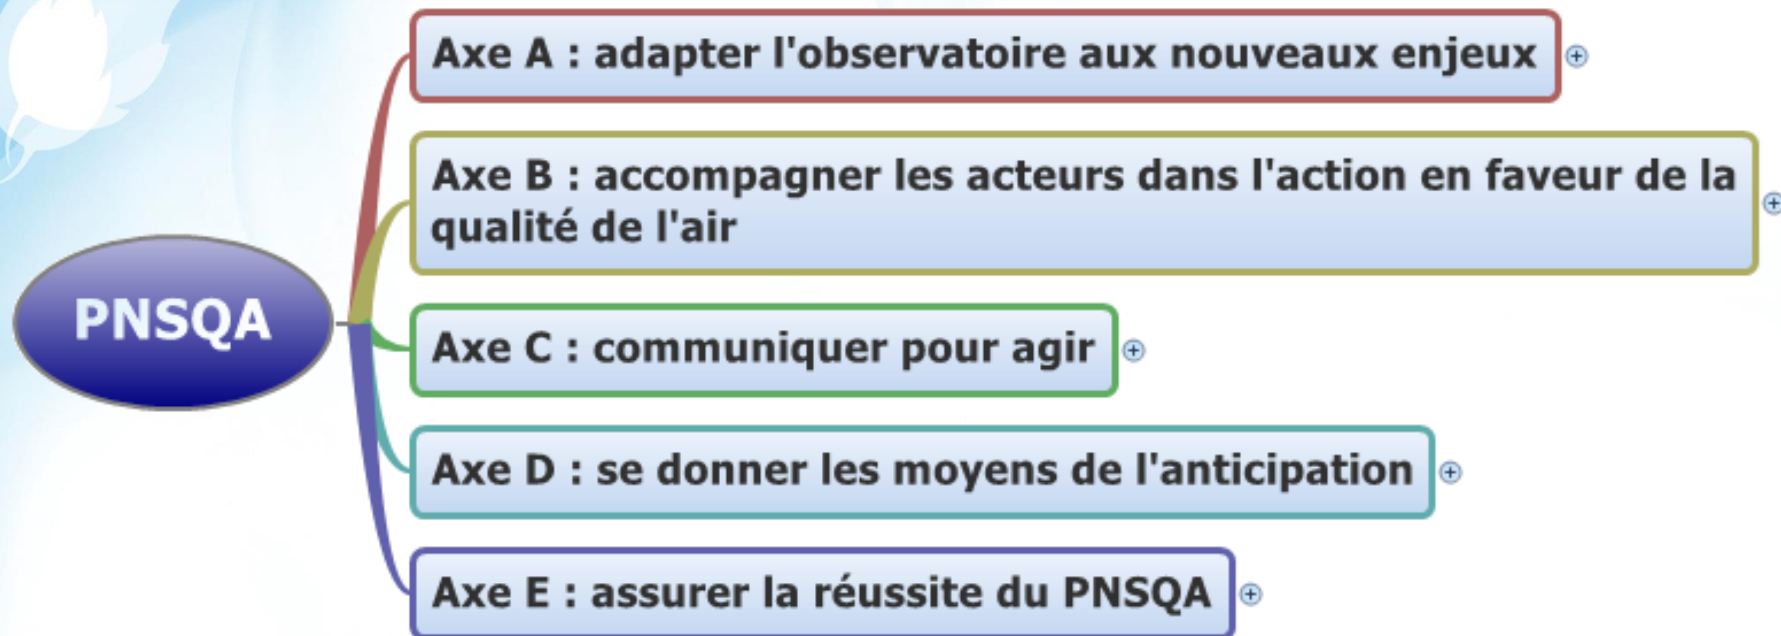 Axe A : adapter l'observatoire aux nouveaux enjeux
Axe B : accompagner les acteurs dans l'action en faveur de la
qualité de l'air
PNSQA
Axe C : communiquer pour agir
Axe D : se donner les moyens de l'anticipation
Axe E : assurer la réussite du PNSQA